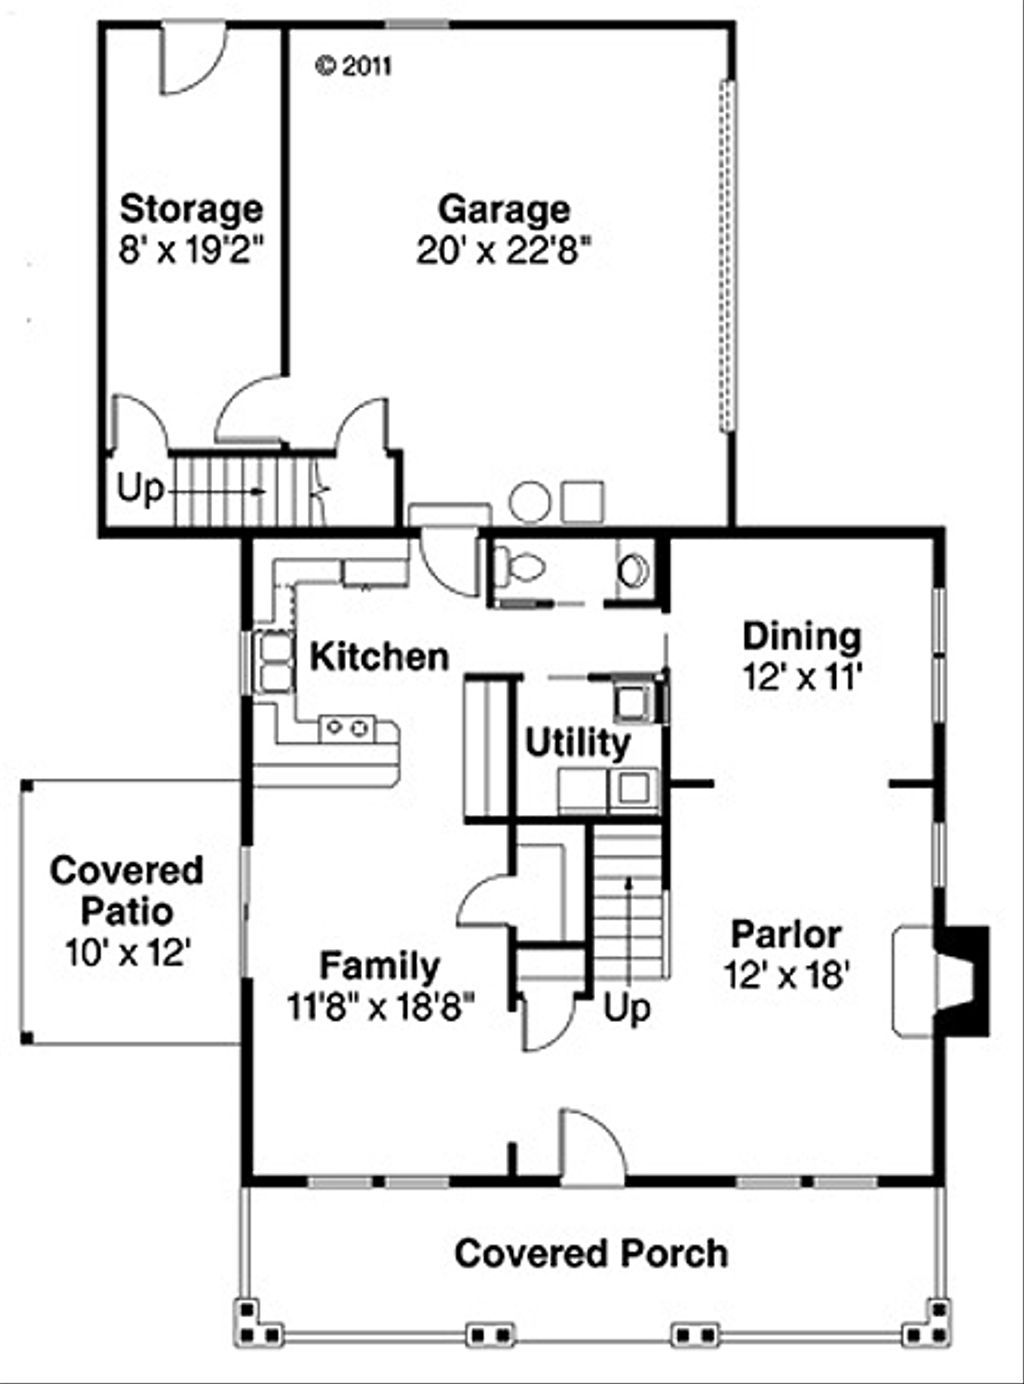 © 2011
Storage
8' x 19'2"
Garage
20' x 22'8"
Up
Kitchen
Dining
12' x 11'
Utility
Covered
Patio
10' x 12'
Family
11'8" x 18'8"
Parlor
12' x 18'
Up
Covered Porch